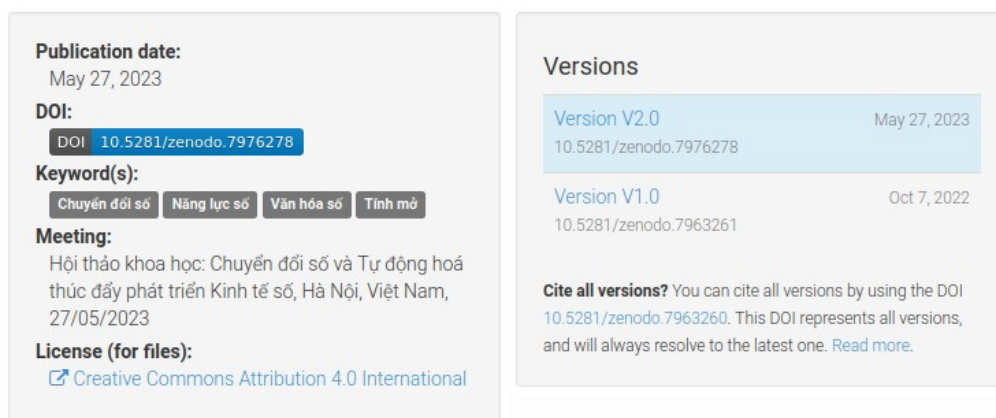 Publication date:
May 27, 2023
DOI:
DOI 10.5281/zenodo.7976278
Keyword(s):
Chuyển đổi số Năng lực số Văn hóa số Tính mở
Meeting:
Hội thảo khoa học: Chuyển đổi số và Tự động hoá
thúc đẩy phát triển Kinh tế số, Hà Nội, Việt Nam,
27/05/2023
License (for files):
Creative Commons Attribution 4.0 International
Versions
Version V2.0 May 27, 2023
10.5281/zenodo.7976278
Version V1.0 Oct 7, 2022
10.5281/zenodo.7963261
Cite all versions? You can cite all versions by using the DOI
10.5281/zenodo.7963260. This DOI represents all versions,
and will always resolve to the latest one. Read more.